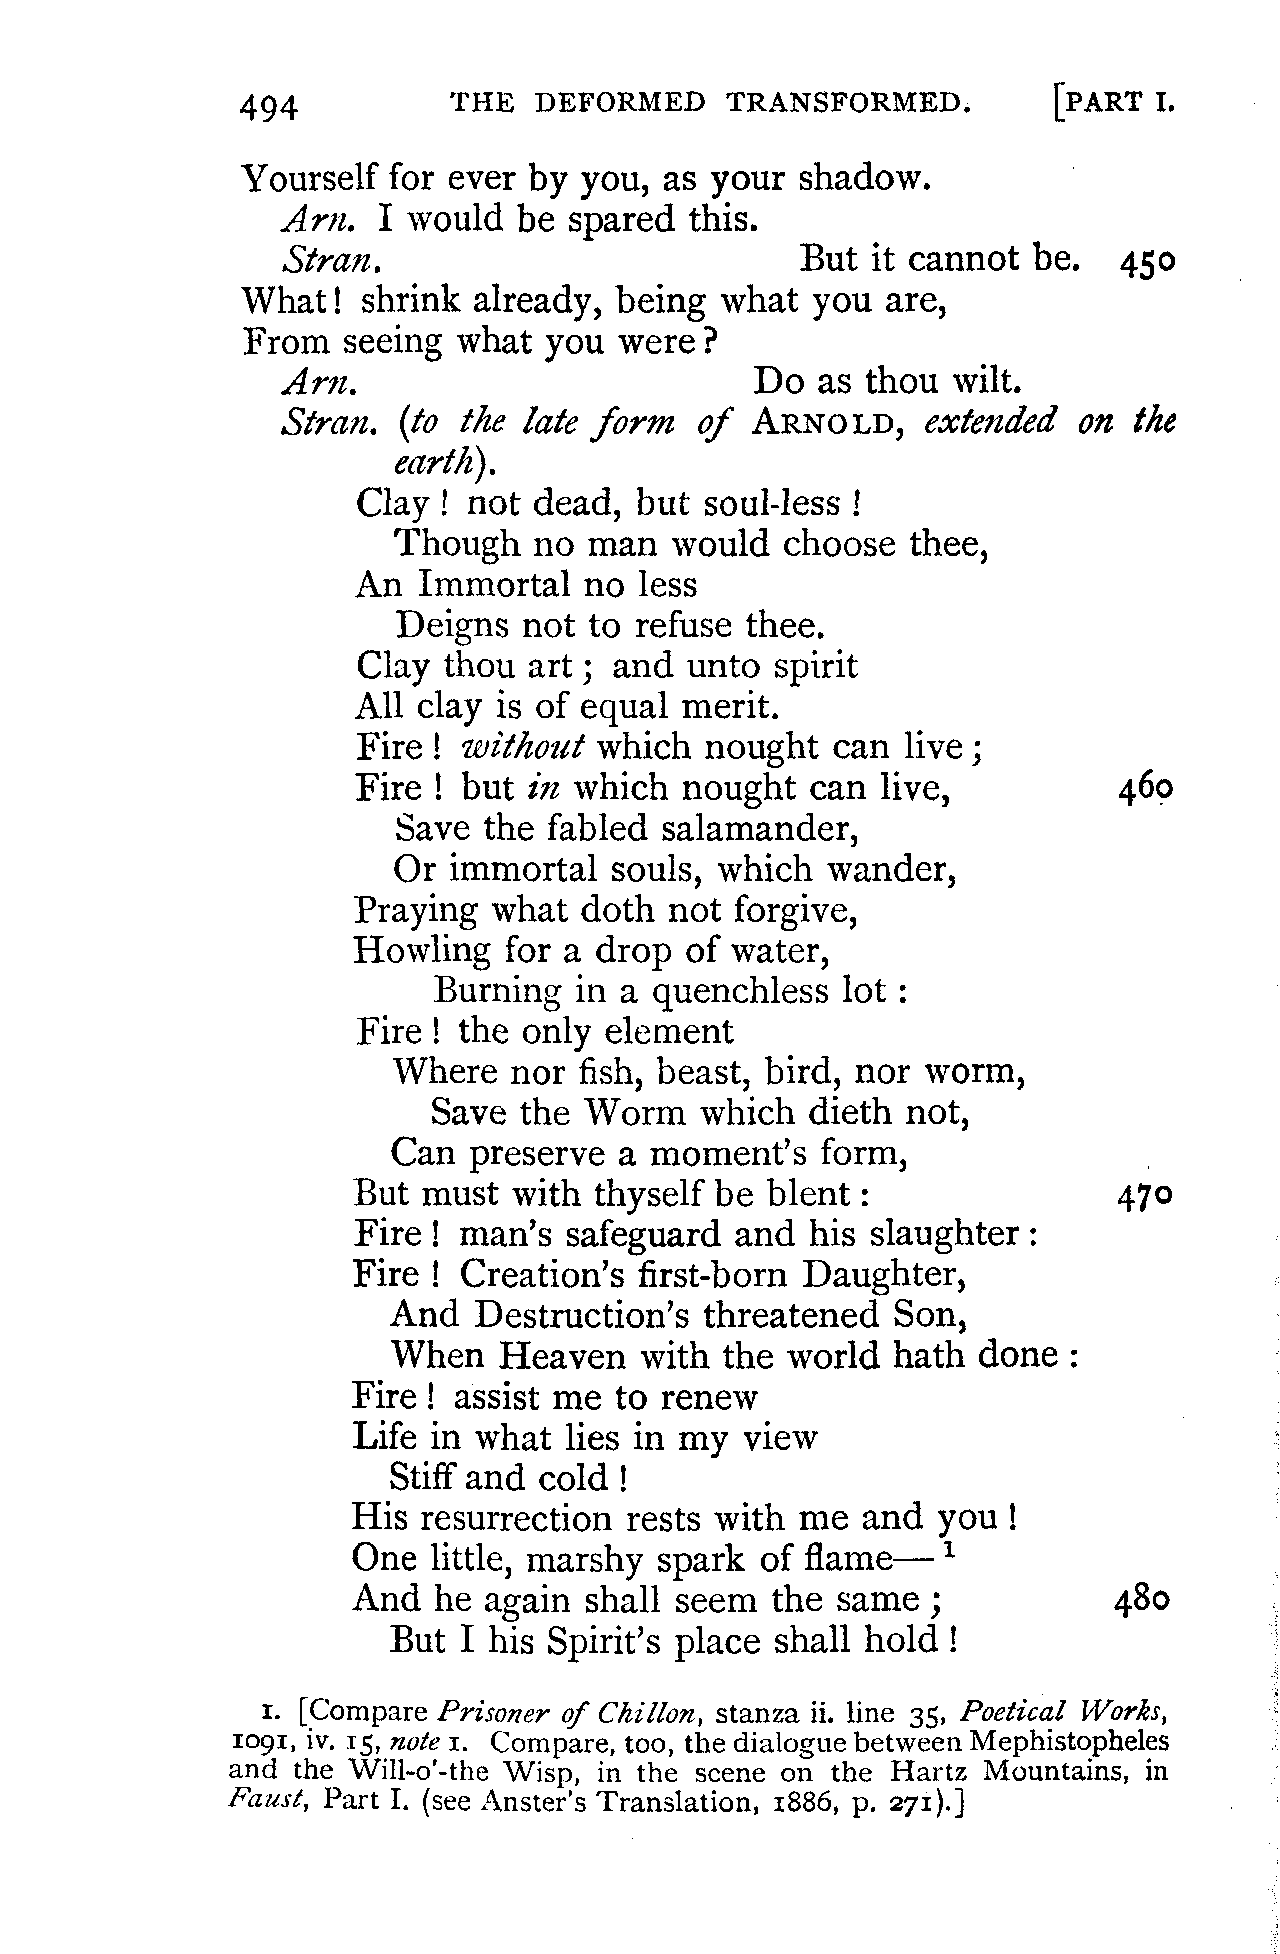 494 THE DEFORMED TRANSFORMED. [PART I.
Yourself for ever by you, as your shadow.
Arn. I would be spared this.
Stran. But it cannot be. 450
What! shrink already, being what you are,
From seeing what you were?
Arn. Do as thou wilt.
Stran. (to the late form of ARNOLD, extended on the
earth).
Clay! not dead, but soul-less!
Though no man would choose thee,
An Immortal no less
Deigns not to refuse thee.
Clay thou art; and unto spirit
All clay is of equal merit.
Fire! without which nought can live;
Fire! but in which nought can live, 460
Save the fabled salamander,
Or immortal souls, which wander,
Praying what doth not forgive,
Howling for a drop of water,
Burning in a quenchless lot:
Fire! the only element
Where nor fish, beast, bird, nor worm,
Save the Worm which dieth not,
Can preserve a moment's form,
But must with thyself be blent: 470
Fire! man's safeguard and his slaughter:
Fire! Creation's first-born Daughter,
And Destruction's threatened Son,
When Heaven with the world hath done:
Fire! assist me to renew
Life in what lies in my view
Stiff and cold!
His resurrection rests with me and you!
One little, marshy spark of flame—¹
And he again shall seem the same; 480
But I his Spirit's place shall hold!
1. [Compare Prisoner of Chillon, stanza ii. line 35, Poetical Works,
1091, iv. 15, note 1. Compare, too, the dialogue between Mephistopheles
and the Will-o'-the Wisp, in the scene on the Hartz Mountains, in
Faust, Part I. (see Anster's Translation, 1886, p. 271).]